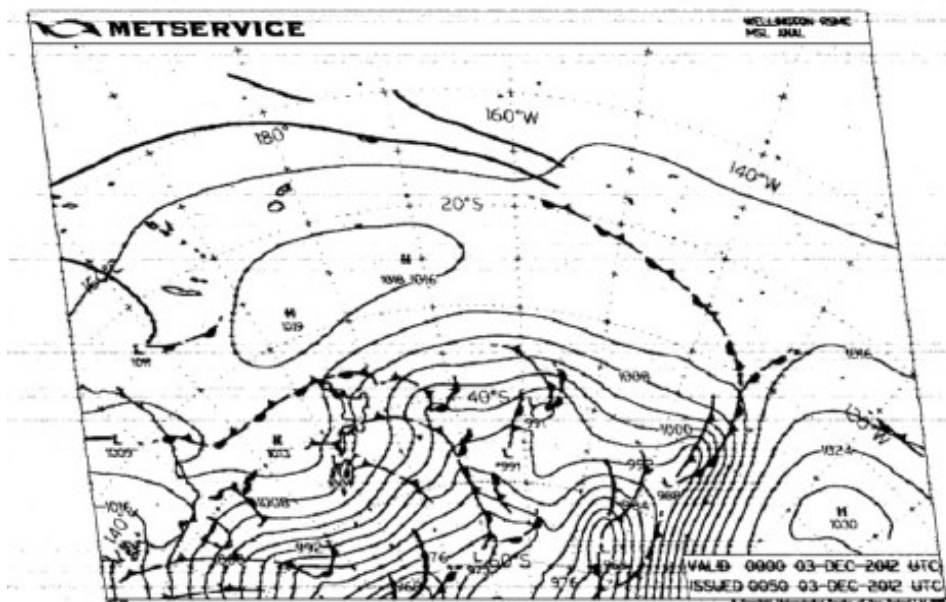 METSERVICE
WELLINGTON RSMC
MSL ANAL
160°W
180°
140°W
20°S
H
1018 1016
H
1019
L
1011
1016
1008
40°S
991
1000
L
1009
H
1013
L
991
992
1024
1016
1008
988
984
H
1030
140°
992
976
50°S
968
976
VALID 0000 03-DEC-2012 UTC
ISSUED 0050 03-DEC-2012 UTC